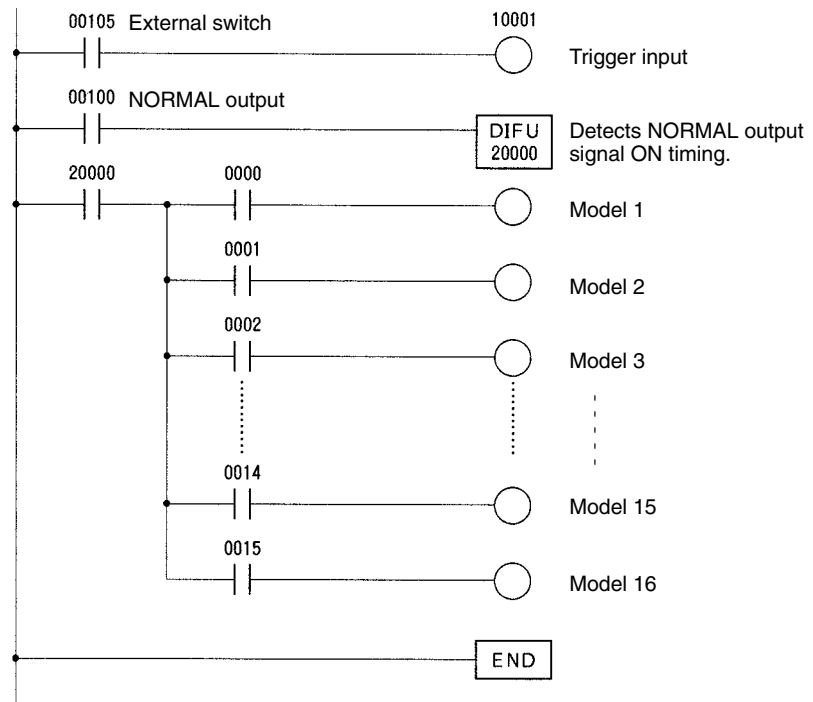 00105 External switch
10001
Trigger input
00100 NORMAL output
DIFU
20000
Detects NORMAL output
signal ON timing.
20000
0000
Model 1
0001
Model 2
0002
Model 3
0014
Model 15
0015
Model 16
END